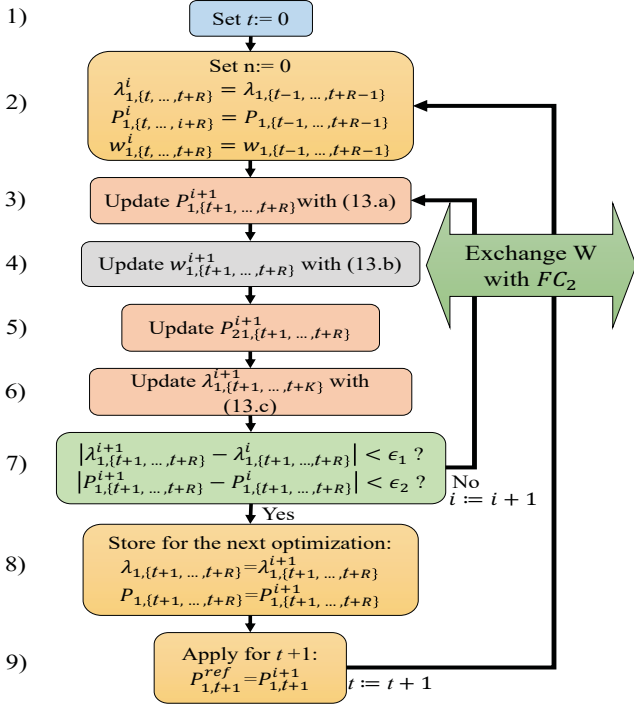 1)
Set t:= 0
2)
Set n:= 0
λ^i_{1,{t, ...,t+R}} = λ_{1,{t−1, ...,t+R−1}}
P^i_{1,{t, ..., i+R}} = P_{1,{t−1, ...,t+R−1}}
w^i_{1,{t, ...,t+R}} = w_{1,{t−1, ...,t+R−1}}
3)
Update P^{i+1}_{1,{t+1, ...,t+R}} with (13.a)
4)
Update w^{i+1}_{1,{t+1, ...,t+R}} with (13.b)
Exchange W
with FC_2
5)
Update P^{i+1}_{21,{t+1, ...,t+R}}
6)
Update λ^{i+1}_{1,{t+1, ...,t+K}} with
(13.c)
7)
|λ^{i+1}_{1,{t+1, ...,t+R}} − λ^i_{1,{t+1, ...,t+R}}| < ϵ_1 ?
|P^{i+1}_{1,{t+1, ...,t+R}} − P^i_{1,{t+1, ...,t+R}}| < ϵ_2 ?
No
i ≔ i + 1
Yes
8)
Store for the next optimization:
λ_{1,{t+1, ...,t+R}}=λ^{i+1}_{1,{t+1, ...,t+R}}
P_{1,{t+1, ...,t+R}}=P^{i+1}_{1,{t+1, ...,t+R}}
9)
Apply for t +1:
P^{ref}_{1,t+1}=P^{i+1}_{1,t+1}
t ≔ t + 1